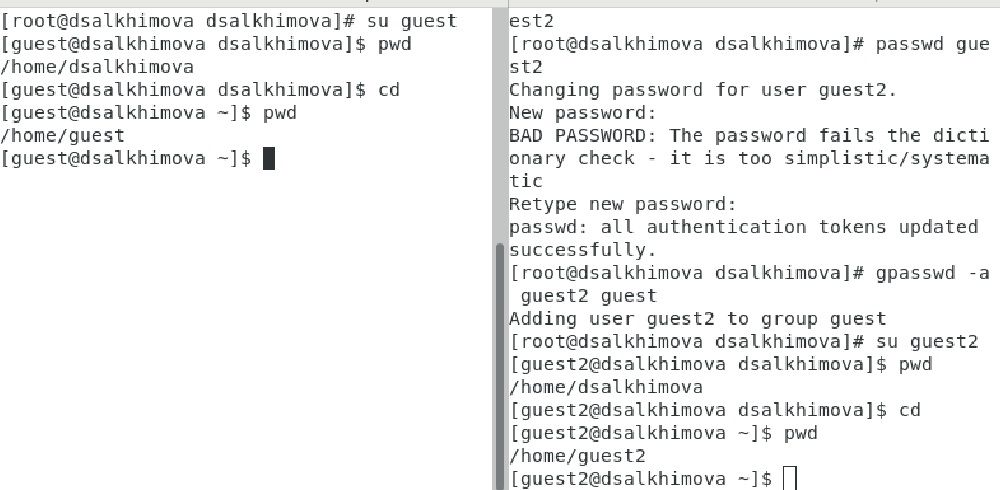 [root@dsalkhimova dsalkhimova]# su guest
[guest@dsalkhimova dsalkhimova]$ pwd
/home/dsalkhimova
[guest@dsalkhimova dsalkhimova]$ cd
[guest@dsalkhimova ~]$ pwd
/home/guest
[guest@dsalkhimova ~]$
est2
[root@dsalkhimova dsalkhimova]# passwd gue
st2
Changing password for user guest2.
New password:
BAD PASSWORD: The password fails the dicti
onary check - it is too simplistic/systema
tic
Retype new password:
passwd: all authentication tokens updated
successfully.
[root@dsalkhimova dsalkhimova]# gpasswd -a
 guest2 guest
Adding user guest2 to group guest
[root@dsalkhimova dsalkhimova]# su guest2
[guest2@dsalkhimova dsalkhimova]$ pwd
/home/dsalkhimova
[guest2@dsalkhimova dsalkhimova]$ cd
[guest2@dsalkhimova ~]$ pwd
/home/guest2
[guest2@dsalkhimova ~]$